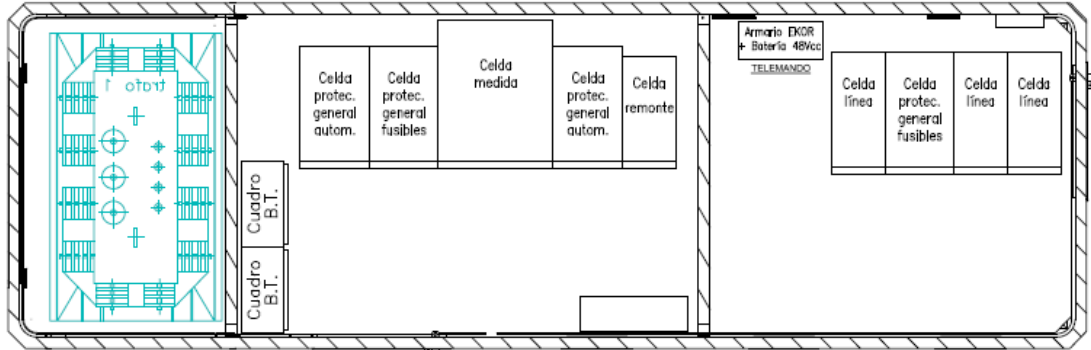 trafo 1
Cuadro
B.T.
Cuadro
B.T.
Celda
protec.
general
autom.
Celda
protec.
general
fusibles
Celda
medida
Celda
protec.
general
autom.
Celda
remonte
Armario EKOR
+ Batería 48Vcc
TELEMANDO
Celda
línea
Celda
protec.
general
fusibles
Celda
línea
Celda
línea